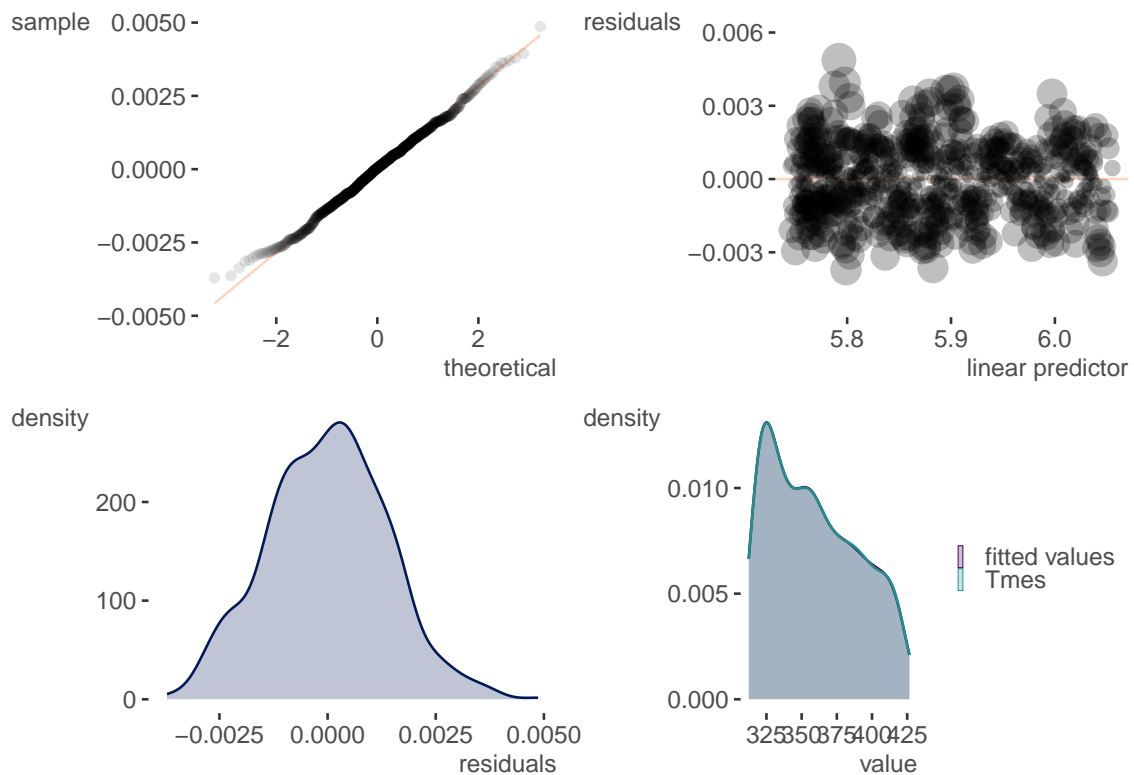 sample
0.0050
0.0025
0.0000
−0.0025
−0.0050
−2 0 2
theoretical
residuals
0.006
0.003
0.000
−0.003
5.8 5.9 6.0
linear predictor
density
200
100
0
−0.0025 0.0000 0.0025 0.0050
residuals
density
0.010
0.005
0.000
325 350 375 400 425
value
fitted values
Tmes